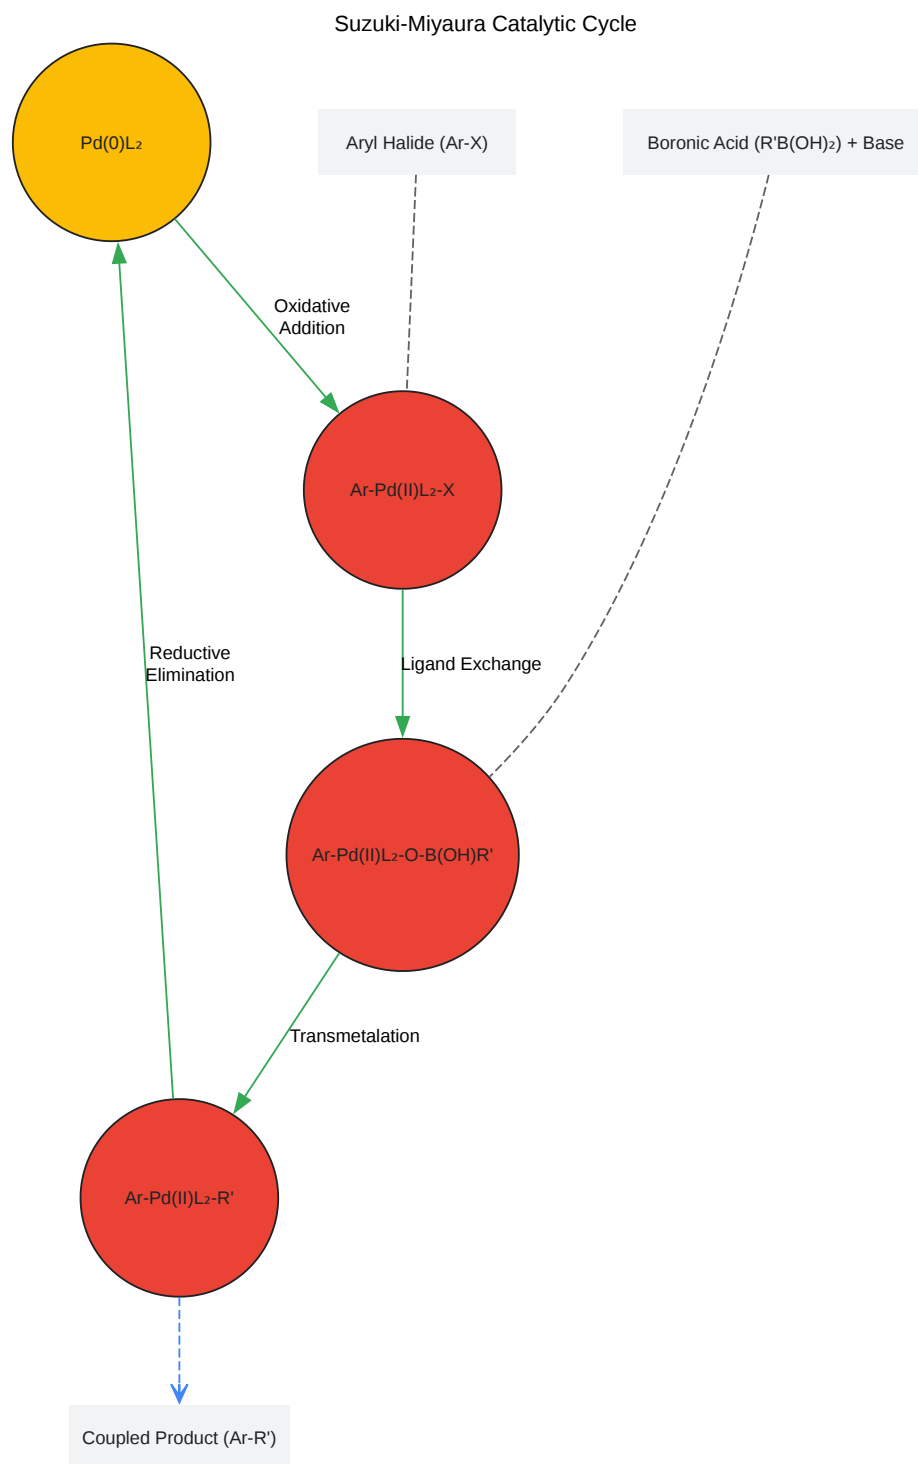 Suzuki-Miyaura Catalytic Cycle
Pd(0)L₂
Aryl Halide (Ar-X)
Boronic Acid (R'B(OH)₂) + Base
Oxidative
Addition
Ar-Pd(II)L₂-X
Reductive
Elimination
Ligand Exchange
Ar-Pd(II)L₂-O-B(OH)R'
Transmetalation
Ar-Pd(II)L₂-R'
Coupled Product (Ar-R')